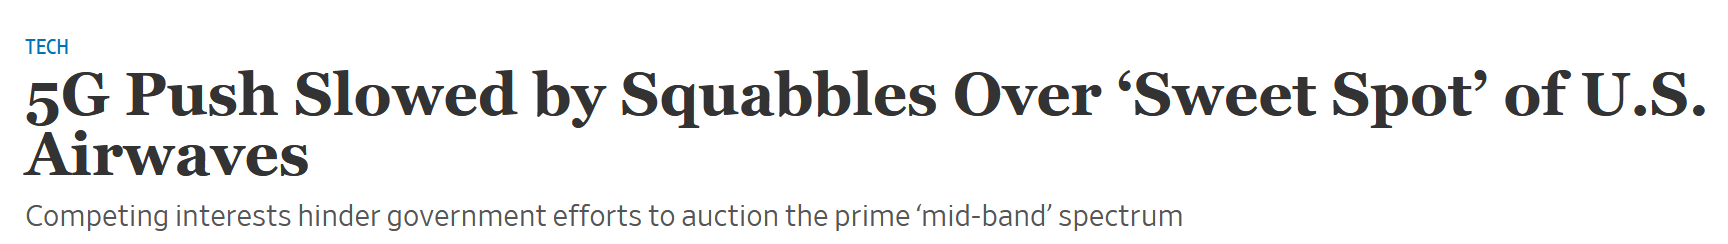 TECH
5G Push Slowed by Squabbles Over ‘Sweet Spot’ of U.S.
Airwaves
Competing interests hinder government efforts to auction the prime ‘mid-band’ spectrum